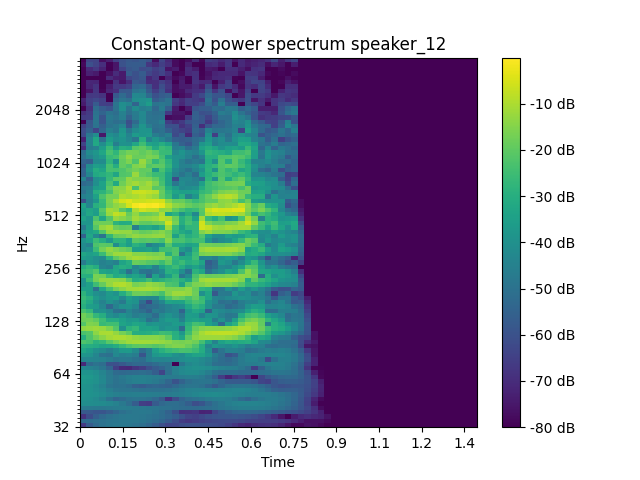 Constant-Q power spectrum speaker_12
Hz
2048
1024
512
256
128
64
32
0 0.15 0.3 0.45 0.6 0.75 0.9 1.1 1.2 1.4
Time
-10 dB
-20 dB
-30 dB
-40 dB
-50 dB
-60 dB
-70 dB
-80 dB